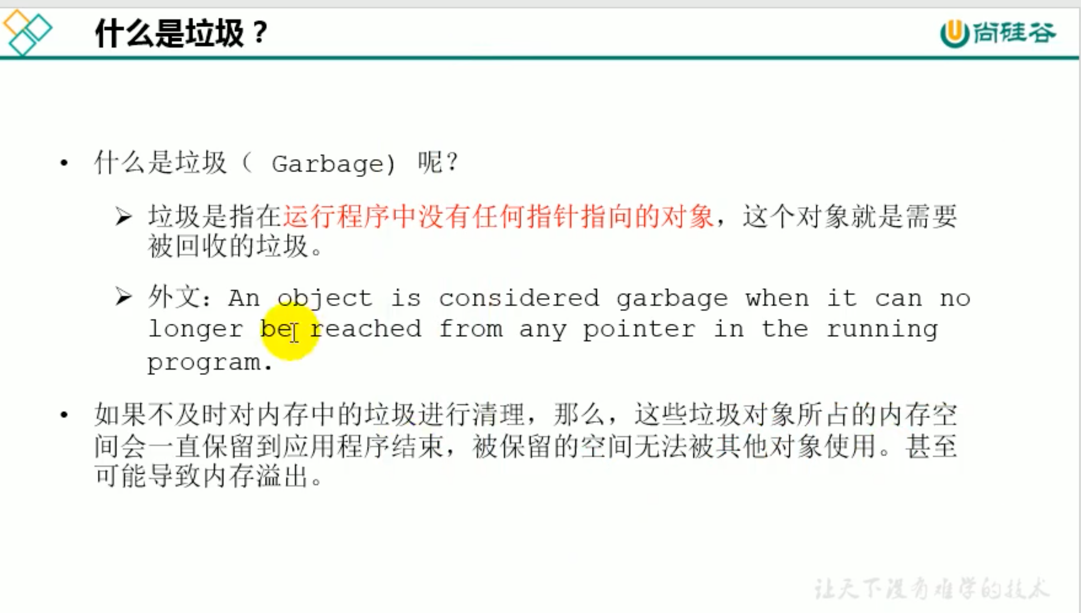 什么是垃圾？
尚硅谷
• 什么是垃圾（ Garbage) 呢？
➢ 垃圾是指在运行程序中没有任何指针指向的对象，这个对象就是需要
被回收的垃圾。
➢ 外文：An object is considered garbage when it can no
longer be reached from any pointer in the running
program.
• 如果不及时对内存中的垃圾进行清理，那么，这些垃圾对象所占的内存空
间会一直保留到应用程序结束，被保留的空间无法被其他对象使用。甚至
可能导致内存溢出。
让天下没有难学的技术